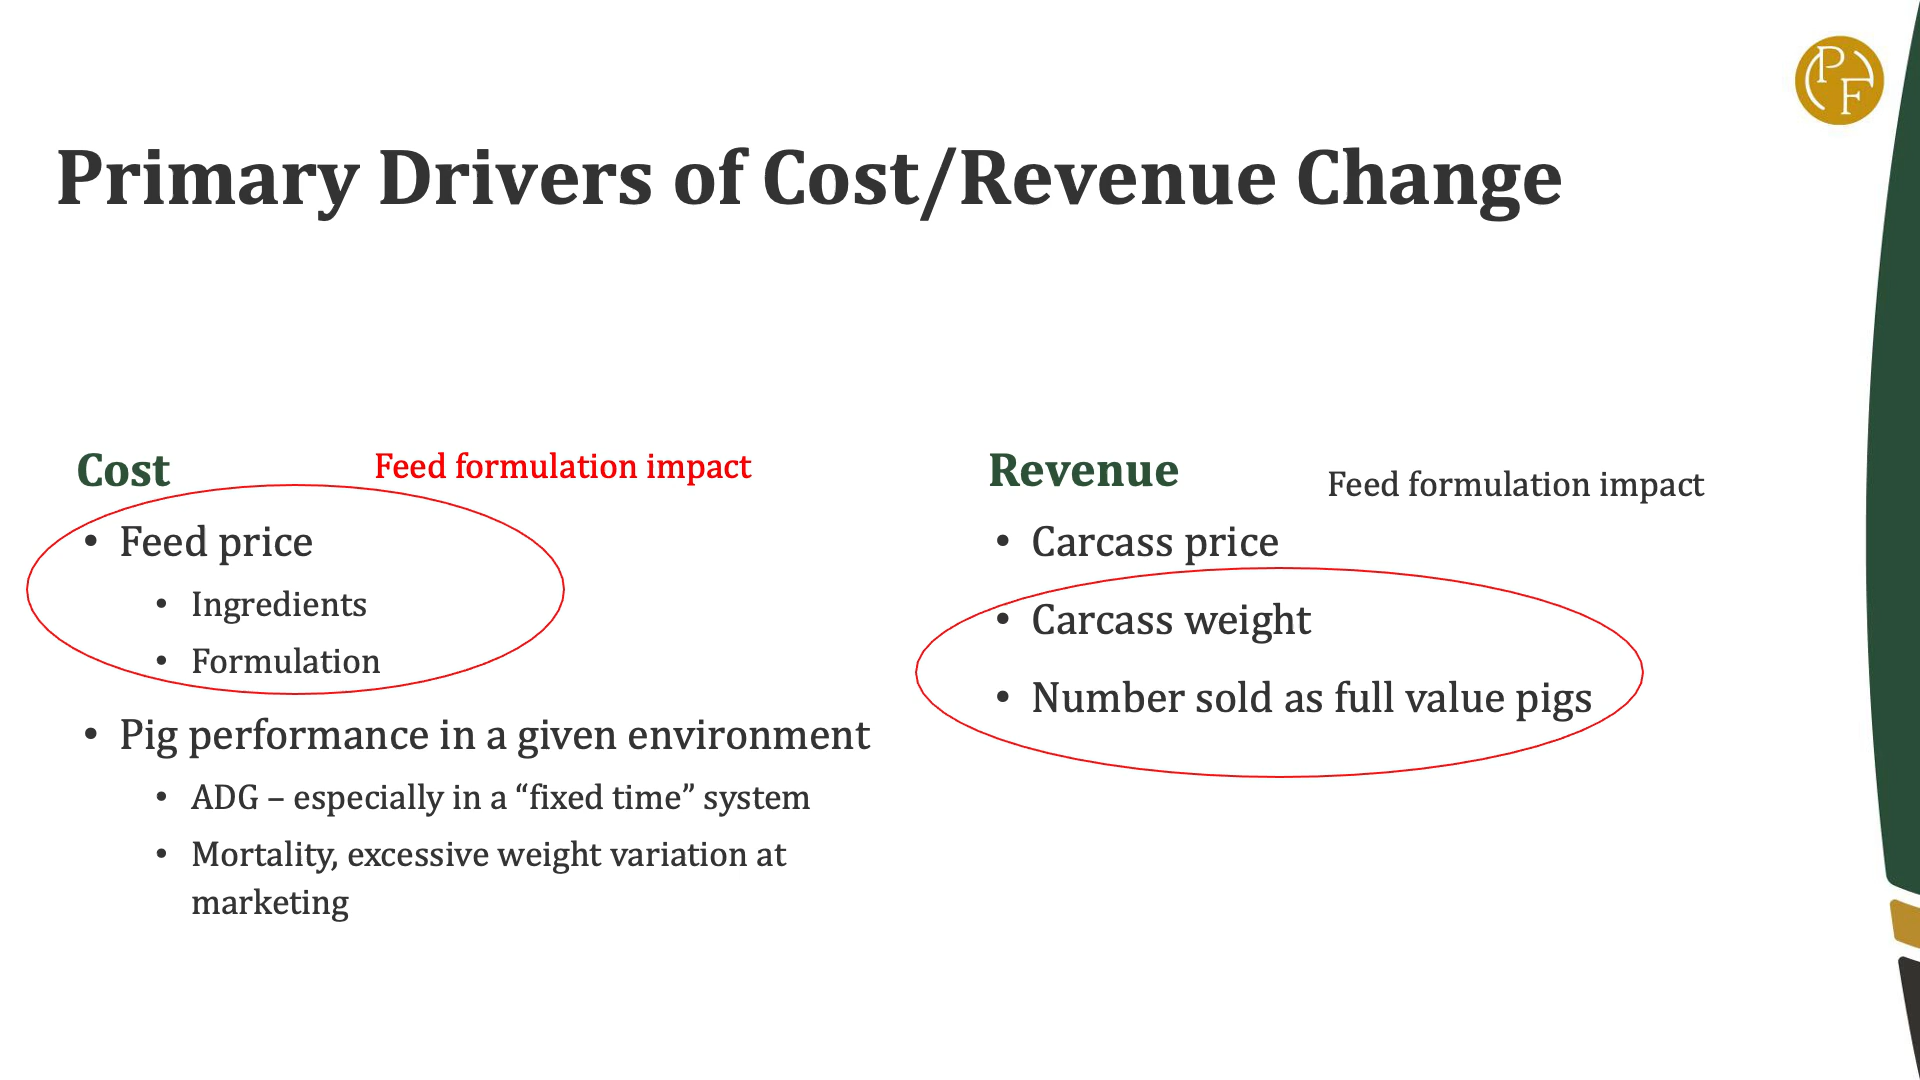 PF
Primary Drivers of Cost/Revenue Change
Cost
Feed formulation impact
• Feed price
• Ingredients
• Formulation
• Pig performance in a given environment
• ADG – especially in a “fixed time” system
• Mortality, excessive weight variation at
marketing
Revenue
Feed formulation impact
• Carcass price
• Carcass weight
• Number sold as full value pigs